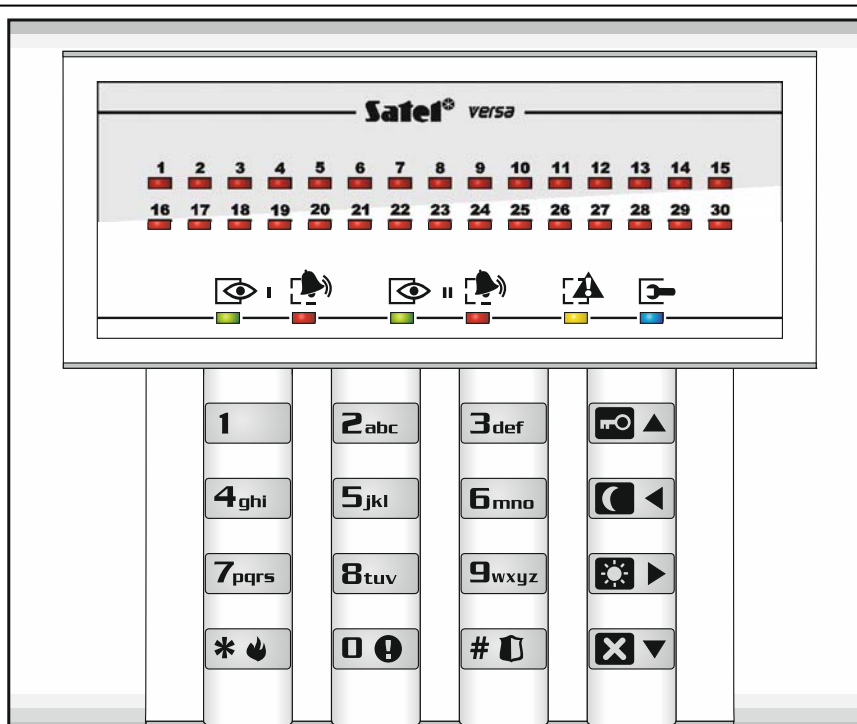 Satel® versa
1 2 3 4 5 6 7 8 9 10 11 12 13 14 15
16 17 18 19 20 21 22 23 24 25 26 27 28 29 30
I II
1 2abc 3def
4ghi 5jkl 6mno
7pqrs 8tuv 9wxyz
* 0 #